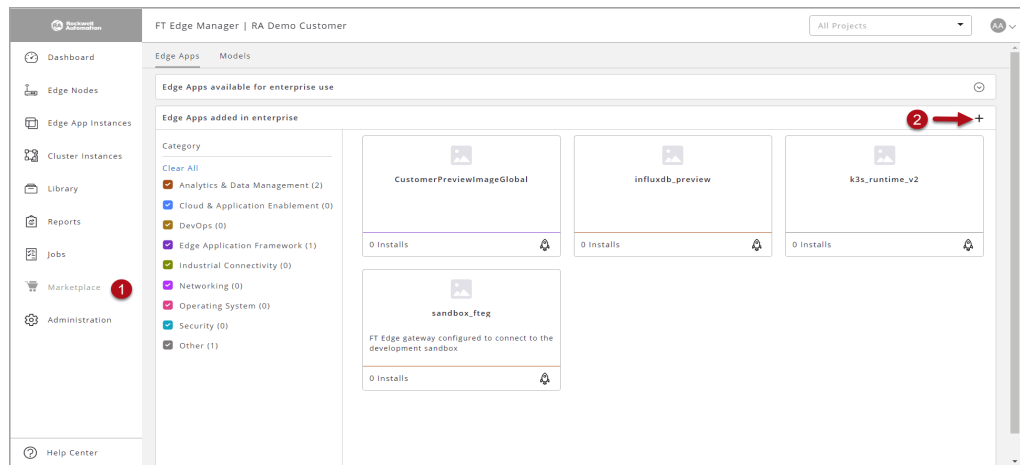 RA Rockwell Automation
FT Edge Manager | RA Demo Customer
All Projects
AA
Dashboard
Edge Nodes
Edge App Instances
Cluster Instances
Library
Reports
Jobs
Marketplace
1
Administration
Help Center
Edge Apps Models
Edge Apps available for enterprise use
Edge Apps added in enterprise
2
Category
Clear All
Analytics & Data Management (2)
Cloud & Application Enablement (0)
DevOps (0)
Edge Application Framework (1)
Industrial Connectivity (0)
Networking (0)
Operating System (0)
Security (0)
Other (1)
CustomerPreviewImageGlobal
0 Installs
influxdb_preview
0 Installs
k3s_runtime_v2
0 Installs
sandbox_fteg
FT Edge gateway configured to connect to the
development sandbox
0 Installs